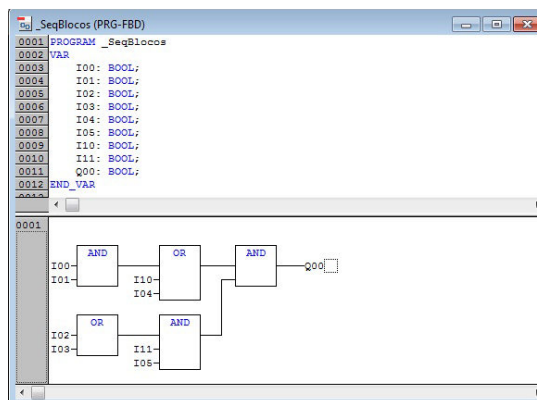 _SeqBlocos (PRG-FBD)
0001 PROGRAM _SeqBlocos
0002 VAR
0003 I00: BOOL;
0004 I01: BOOL;
0005 I02: BOOL;
0006 I03: BOOL;
0007 I04: BOOL;
0008 I05: BOOL;
0009 I10: BOOL;
0010 I11: BOOL;
0011 Q00: BOOL;
0012 END_VAR
0001
AND OR AND
I00 Q00
I01 I10
I04
OR AND
I02
I03 I11
I05